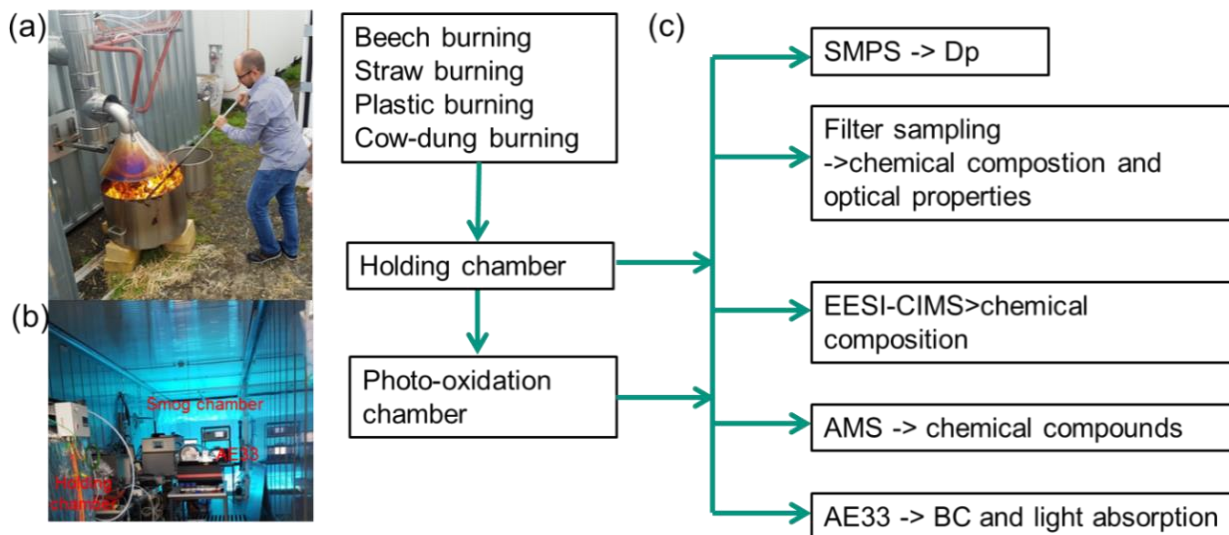 (a)
Beech burning
Straw burning
Plastic burning
Cow-dung burning
Holding chamber
Photo-oxidation
chamber
(b)
Smog chamber
AE33
Holding
chamber
(c)
SMPS -> Dp
Filter sampling
->chemical compostion and
optical properties
EESI-CIMS>chemical
composition
AMS -> chemical compounds
AE33 -> BC and light absorption